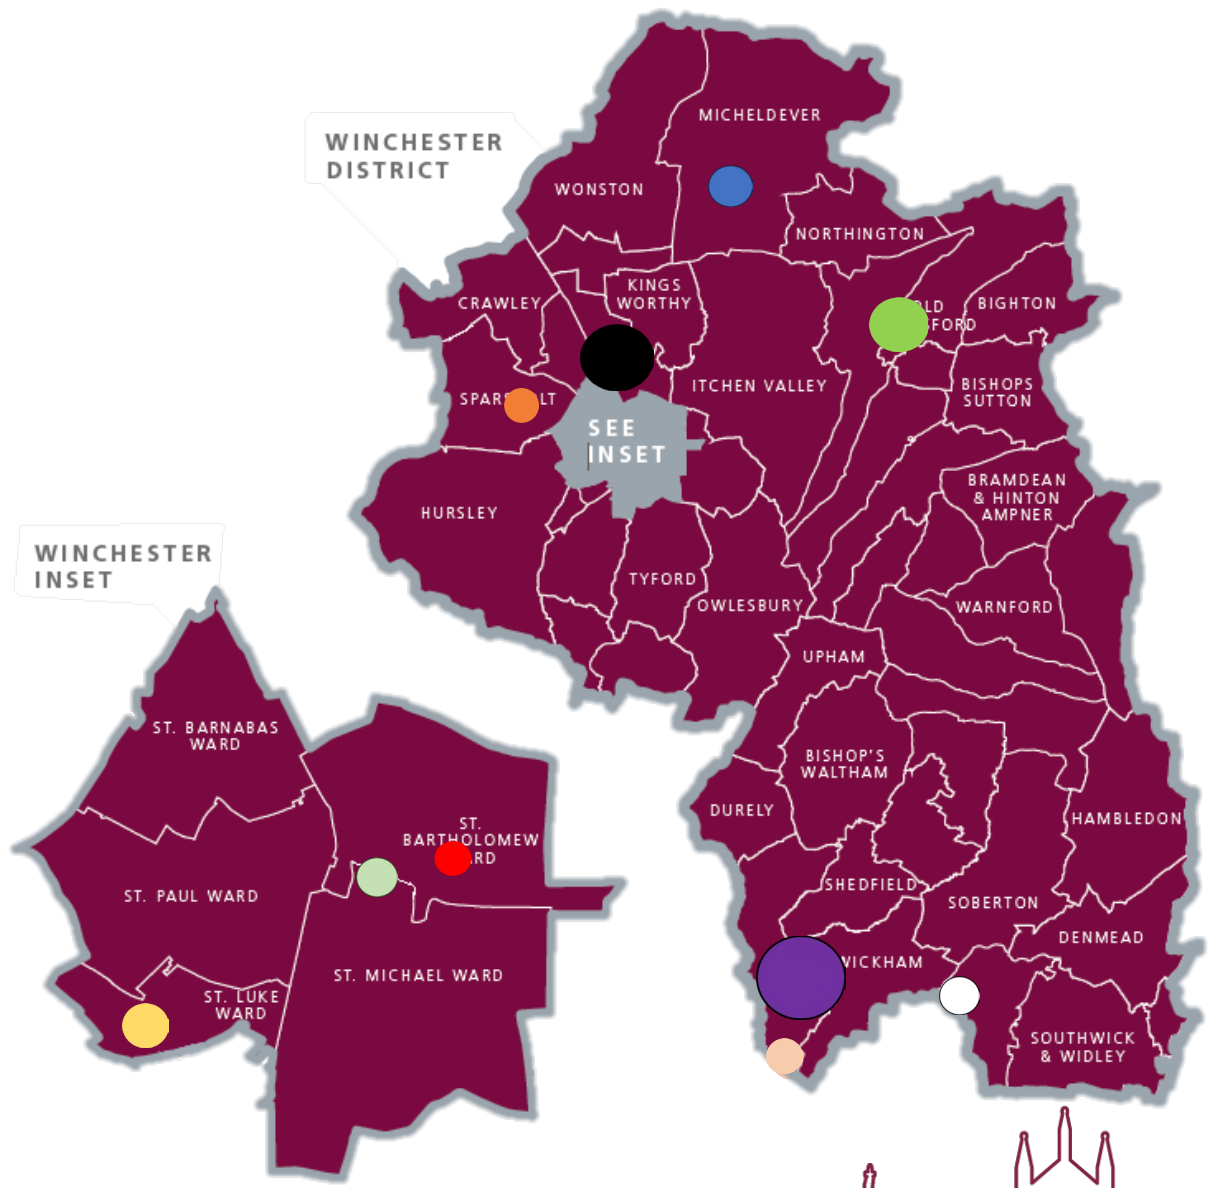 MICHELDEVER
WINCHESTER
DISTRICT
WONSTON
NORTHINGTON
KINGS
WORTHY
CRAWLEY
BIGHTON
ITCHEN VALLEY
BISHOPS
SUTTON
SEE
INSET
BRAMDEAN
& HINTON
AMPNER
HURSLEY
TYFORD
OWLESBURY
WARNFORD
UPHAM
BISHOP'S
WALTHAM
DURELY
HAMBLEDON
SHEDFIELD
SOBERTON
DENMEAD
WICKHAM
SOUTHWICK
& WIDLEY
WINCHESTER
INSET
ST. BARNABAS
WARD
ST.
BARTHOLOMEW
ST. PAUL WARD
ST. MICHAEL WARD
ST. LUKE
WARD